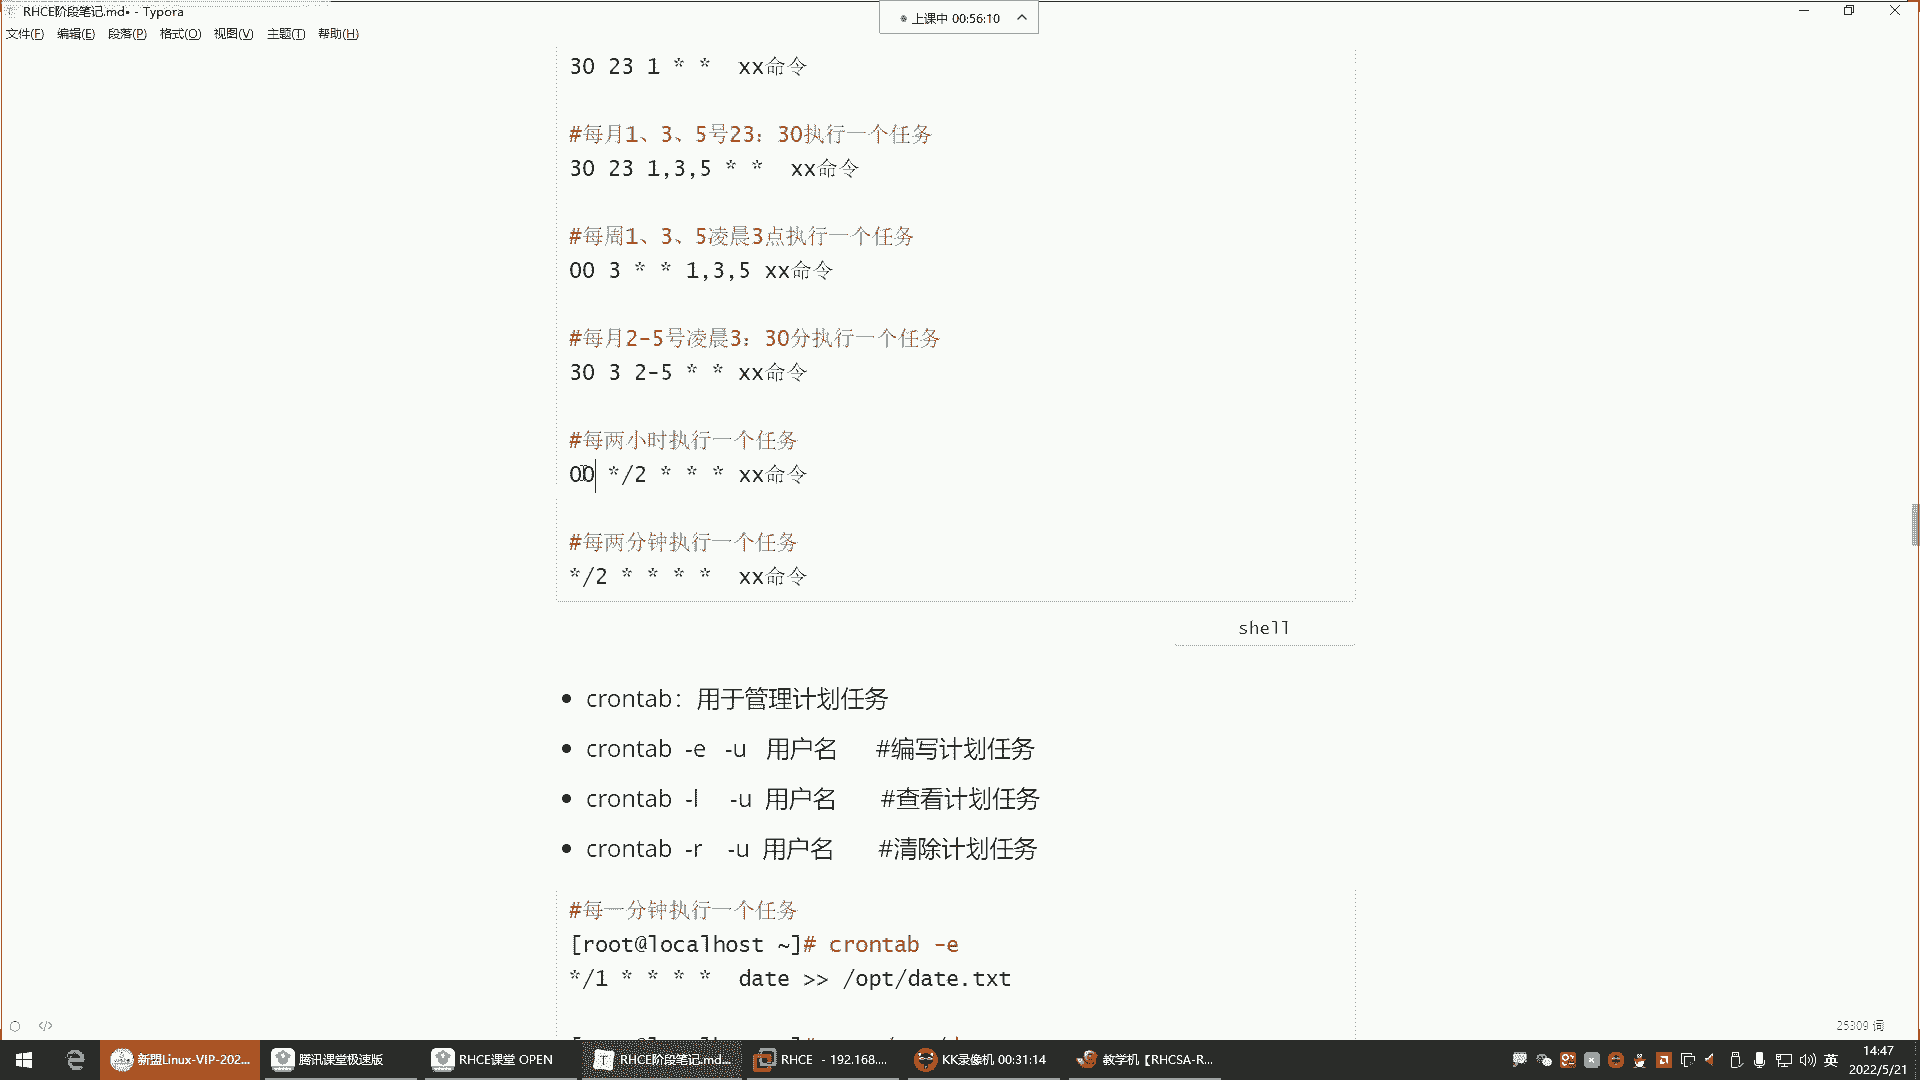 RHCE阶段笔记.md• - Typora
上课中 00:56:10
文件(F) 编辑(E) 段落(P) 格式(O) 视图(V) 主题(T) 帮助(H)
30 23 1 * *  xx命令
#每月1、3、5号23：30执行一个任务
30 23 1,3,5 * *  xx命令
#每周1、3、5凌晨3点执行一个任务
00 3 * * 1,3,5 xx命令
#每月2-5号凌晨3：30分执行一个任务
30 3 2-5 * * xx命令
#每两小时执行一个任务
00 */2 * * * xx命令
#每两分钟执行一个任务
*/2 * * * *  xx命令
shell
crontab：用于管理计划任务
crontab -e -u 用户名 #编写计划任务
crontab -l -u 用户名 #查看计划任务
crontab -r -u 用户名 #清除计划任务
#每一分钟执行一个任务
[root@localhost ~]# crontab -e
*/1 * * * *  date >> /opt/date.txt
25309 词
新盟Linux-VIP-202... 腾讯课堂极速版 RHCE课堂 OPEN RHCE阶段笔记.md... RHCE - 192.168.... KK录像机 00:31:14 教学机【RHCSA-R... 英 14:47
2022/5/21